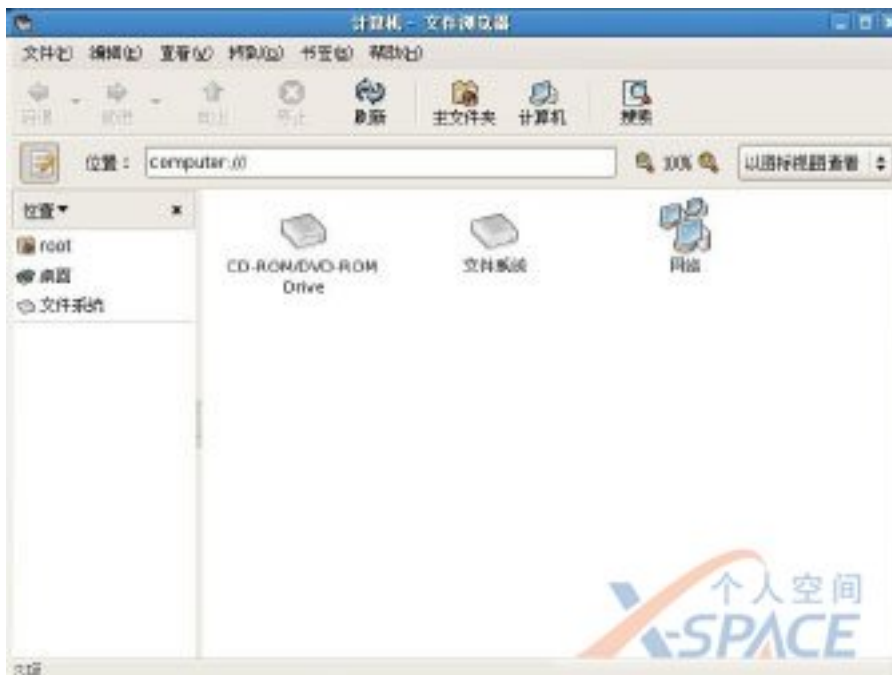 计算机 - 文件浏览器
文件(F) 编辑(E) 查看(V) 转到(G) 书签(B) 帮助(H)
后退 前进 向上 停止 刷新 主文件夹 计算机 搜索
位置： computer:/// 100% 以图标视图查看
位置
root
桌面
文件系统
CD-ROM/DVD-ROM Drive
文件系统
网络
个人空间
X-SPACE